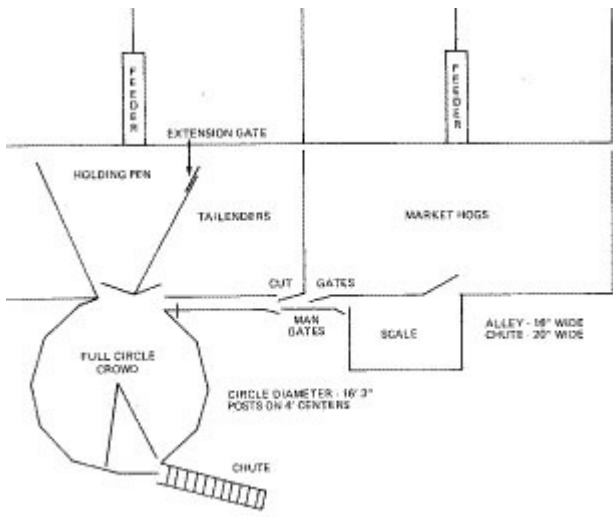 FEEDER
FEEDER
EXTENSION GATE
HOLDING PEN
TAILENDERS
MARKET HOGS
CUT GATES
MAN
GATES
SCALE
ALLEY - 16" WIDE
CHUTE - 20" WIDE
FULL CIRCLE
CROWD
CIRCLE DIAMETER - 16' 3"
POSTS ON 4' CENTERS
CHUTE